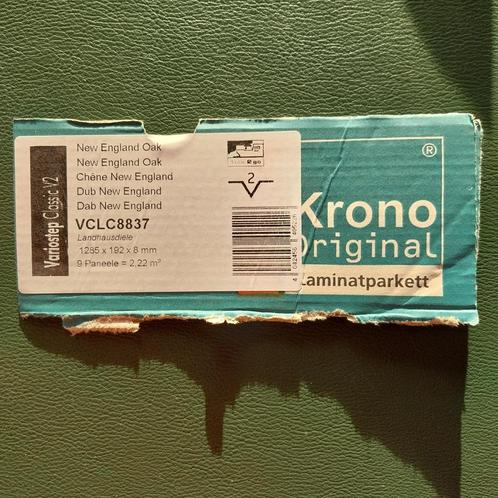 Variostep Classic V2
New England Oak
New England Oak
Chêne New England
Dub New England
Dab New England
VCLC8837
Landhausdiele
1285 x 192 x 8 mm
9 Paneele = 2,22 m²
2
Krono
®
Original
Laminatparkett